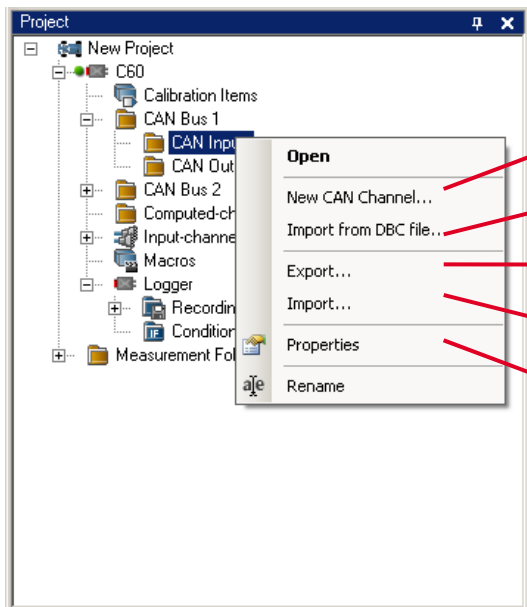 Project
New Project
C60
Calibration Items
CAN Bus 1
CAN Inpu
CAN Out
CAN Bus 2
Computed-ch
Input-channe
Macros
Logger
Recordin
IF Condition
Measurement Fol
Open
New CAN Channel...
Import from DBC file...
Export...
Import...
Properties
Rename